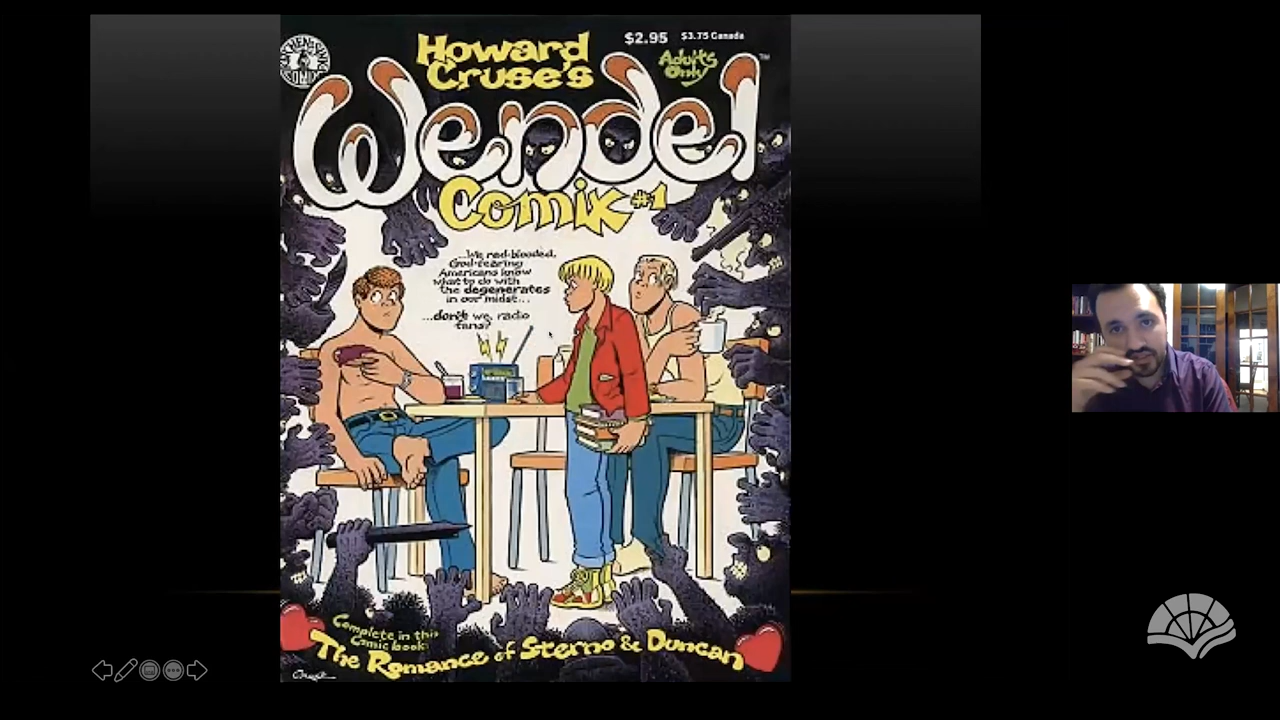 Howard
Cruse's
$2.95 $3.75 Canada
Adults
Only
Wendel
TM
Comix #1
...We red-blooded,
God-fearing
Americans know
what to do with
the degenerates
in our midst...
...don't we, radio
fans?
Complete in this
Comic book:
The Romance of Sterno & Duncan
Cruse